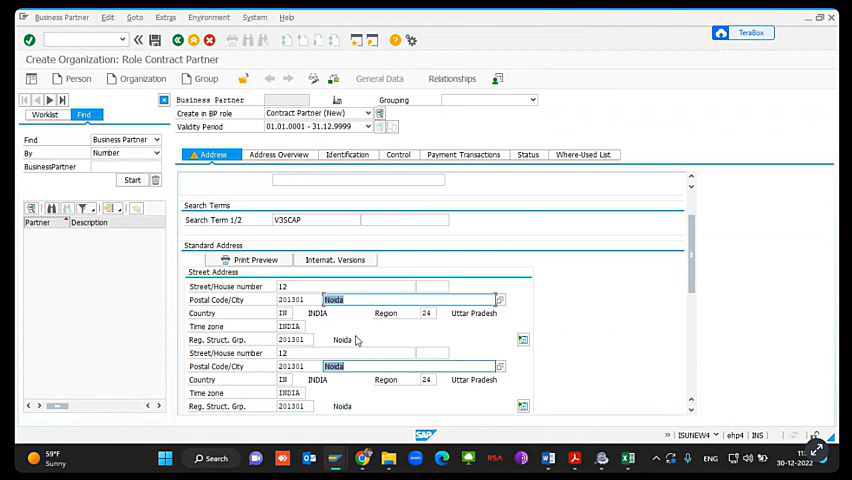 Business Partner Edit Goto Extras Environment System Help
TeraBox
Create Organization: Role Contract Partner
Person Organization Group General Data Relationships
Business Partner Grouping
Worklist Find
Create in BP role Contract Partner (New)
Validity Period 01.01.0001 - 31.12.9999
Find Business Partner
By Number
BusinessPartner
Start
Address Address Overview Identification Control Payment Transactions Status Where-Used List
Partner Description
Search Terms
Search Term 1/2 V3SCAP
Standard Address
Print Preview Internat. Versions
Street Address
Street/House number 12
Postal Code/City 201301 Noida
Country IN INDIA Region 24 Uttar Pradesh
Time zone INDIA
Reg. Struct. Grp. 201301 Noida
Street/House number 12
Postal Code/City 201301 Noida
Country IN INDIA Region 24 Uttar Pradesh
Time zone INDIA
Reg. Struct. Grp. 201301 Noida
SAP
ISUNEW4 ehp4 INS
59°F
Sunny
Search
ENG
30-12-2022